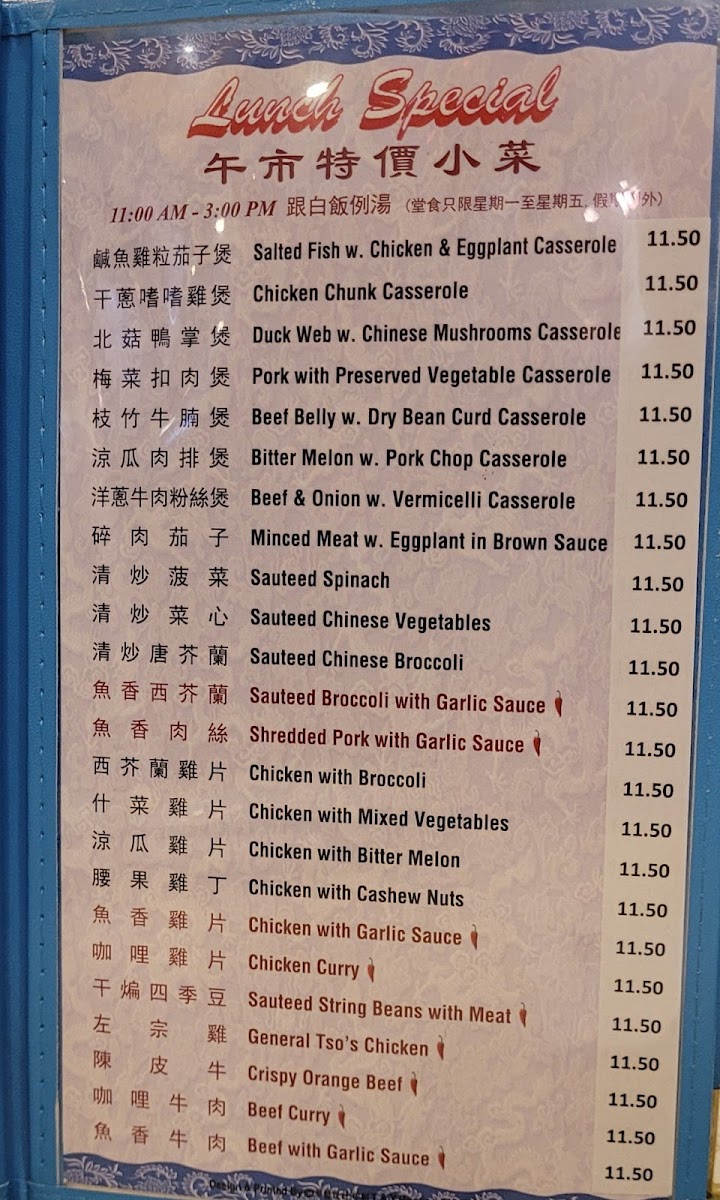 Lunch Special
午市特價小菜
11:00 AM - 3:00 PM 跟白飯例湯 (堂食只限星期一至星期五, 假外)
鹹魚雞粒茄子煲 Salted Fish w. Chicken & Eggplant Casserole 11.50
干蔥嗜嗜雞煲 Chicken Chunk Casserole 11.50
北菇鴨掌煲 Duck Web w. Chinese Mushrooms Casserole 11.50
梅菜扣肉煲 Pork with Preserved Vegetable Casserole 11.50
枝竹牛腩煲 Beef Belly w. Dry Bean Curd Casserole 11.50
涼瓜肉排煲 Bitter Melon w. Pork Chop Casserole 11.50
洋蔥牛肉粉絲煲 Beef & Onion w. Vermicelli Casserole 11.50
碎肉茄子 Minced Meat w. Eggplant in Brown Sauce 11.50
清炒菠菜 Sauteed Spinach 11.50
清炒菜心 Sauteed Chinese Vegetables 11.50
清炒唐芥蘭 Sauteed Chinese Broccoli 11.50
魚香西芥蘭 Sauteed Broccoli with Garlic Sauce 11.50
魚香肉絲 Shredded Pork with Garlic Sauce 11.50
西芥蘭雞片 Chicken with Broccoli 11.50
什菜雞片 Chicken with Mixed Vegetables 11.50
涼瓜雞片 Chicken with Bitter Melon 11.50
腰果雞丁 Chicken with Cashew Nuts 11.50
魚香雞片 Chicken with Garlic Sauce 11.50
咖哩雞片 Chicken Curry 11.50
干煸四季豆 Sauteed String Beans with Meat 11.50
左宗雞 General Tso's Chicken 11.50
陳皮牛 Crispy Orange Beef 11.50
咖哩牛肉 Beef Curry 11.50
魚香牛肉 Beef with Garlic Sauce 11.50
Design & Printed By